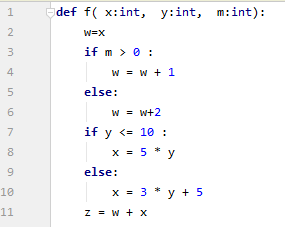 1 def f( x:int,  y:int,  m:int):
2     w=x
3     if m > 0 :
4         w = w + 1
5     else:
6         w = w+2
7     if y <= 10 :
8         x = 5 * y
9     else:
10         x = 3 * y + 5
11     z = w + x